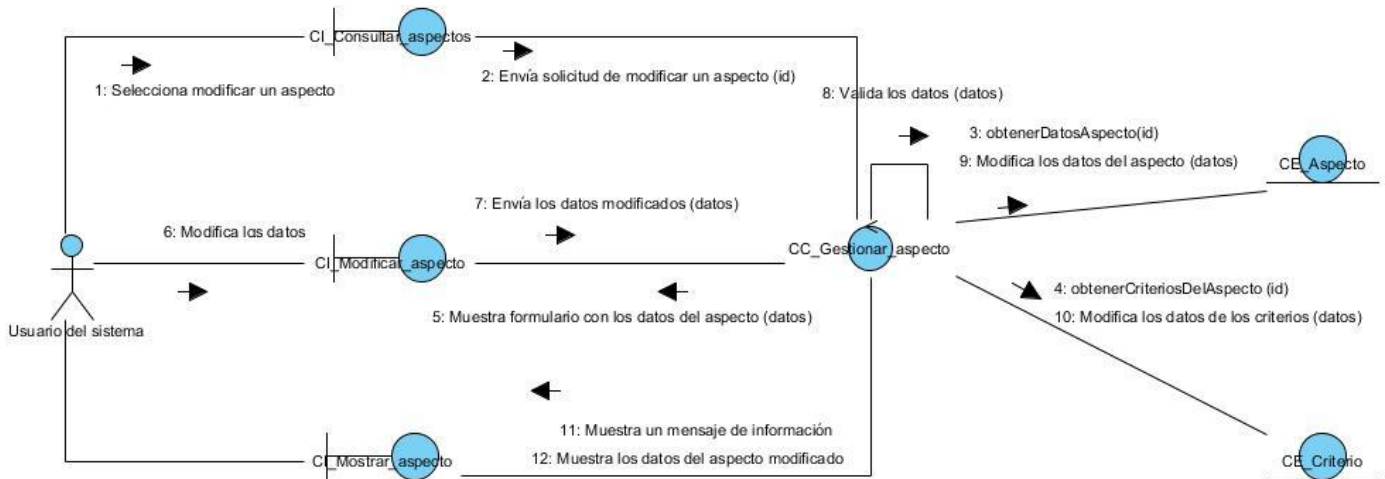 CI_Consultar_aspectos
1: Selecciona modificar un aspecto
2: Envía solicitud de modificar un aspecto (id)
8: Valida los datos (datos)
3: obtenerDatosAspecto(id)
9: Modifica los datos del aspecto (datos)
CE_Aspecto
7: Envía los datos modificados (datos)
6: Modifica los datos
CI_Modificar_aspecto
CC_Gestionar_aspecto
Usuario del sistema
5: Muestra formulario con los datos del aspecto (datos)
4: obtenerCriteriosDelAspecto (id)
10: Modifica los datos de los criterios (datos)
11: Muestra un mensaje de información
12: Muestra los datos del aspecto modificado
CI_Mostrar_aspecto
CE_Criterio